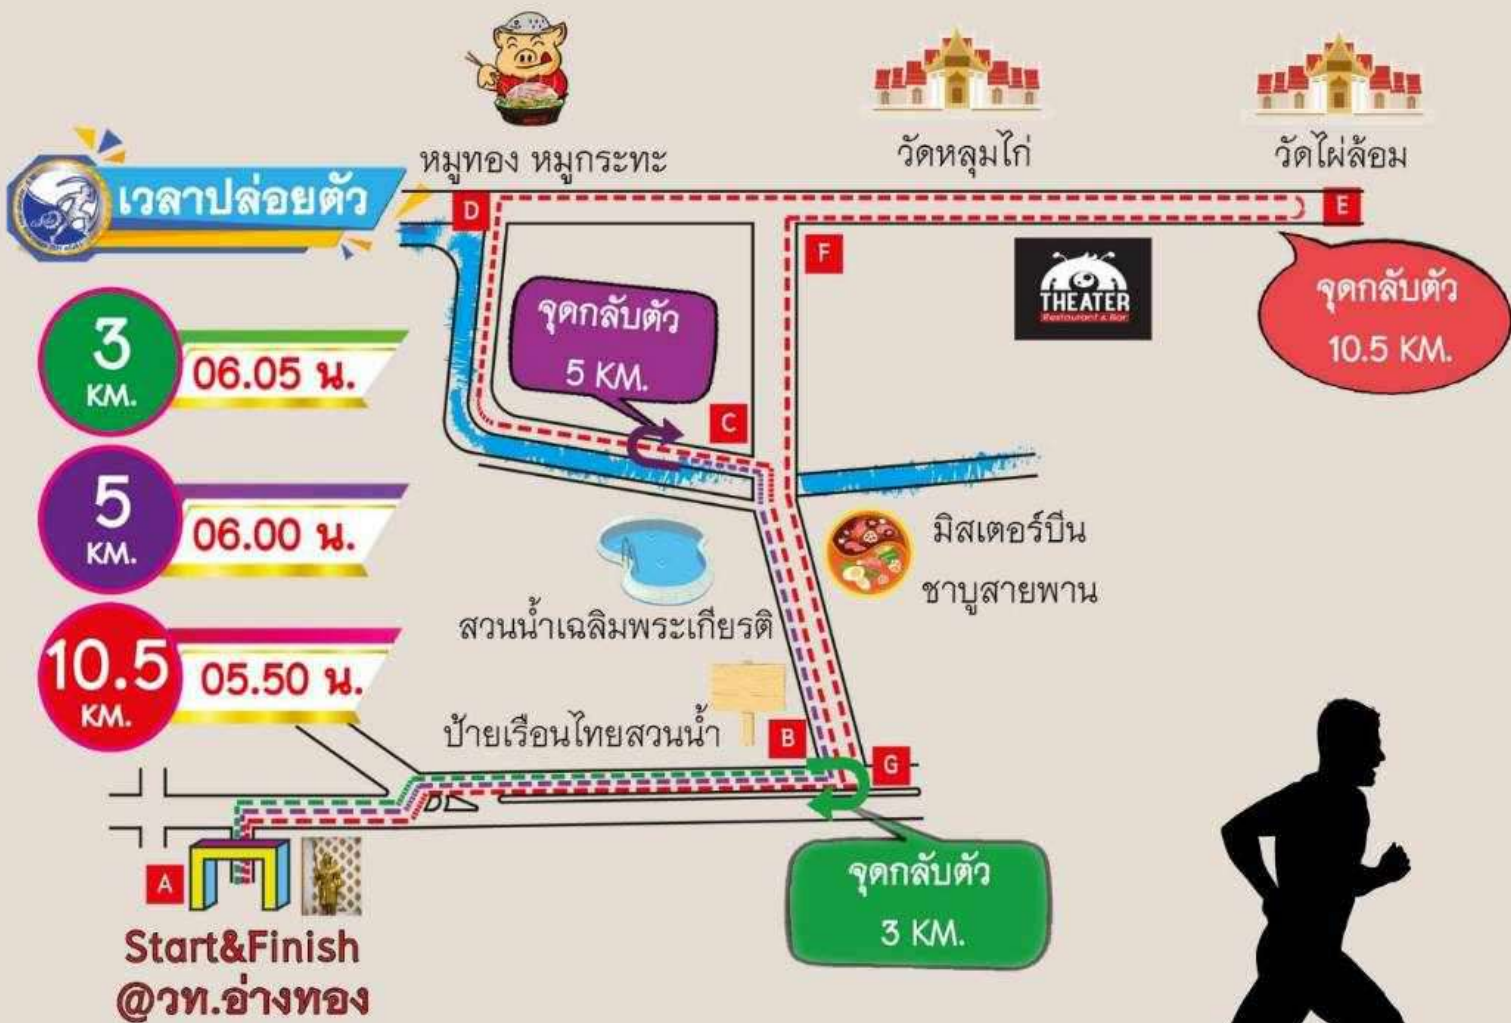 หมูทอง หมูกระทะ
วัดหลุมไก่
วัดไผ่ล้อม
เวลาปล่อยตัว
D
E
F
จุดกลับตัว
5 KM.
THEATER
Restaurant & Bar
จุดกลับตัว
10.5 KM.
3
KM.
06.05 น.
C
5
KM.
06.00 น.
มิสเตอร์บีน
ชาบูสายพาน
สวนน้ำเฉลิมพระเกียรติ
10.5
KM.
05.50 น.
ป้ายเรือนไทยสวนน้ำ
B
G
A
จุดกลับตัว
3 KM.
Start&Finish
@วท.อ่างทอง